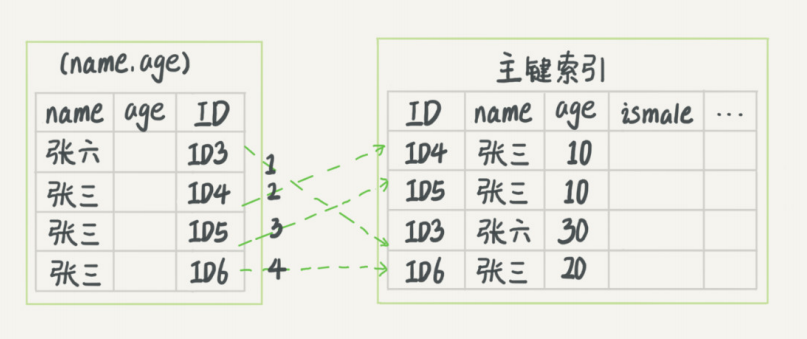 (name,age)
name age ID
张六 ID3
张三 ID4
张三 ID5
张三 ID6
1
2
3
4
主键索引
ID name age ismale ...
ID4 张三 10
ID5 张三 10
ID3 张六 30
ID6 张三 20